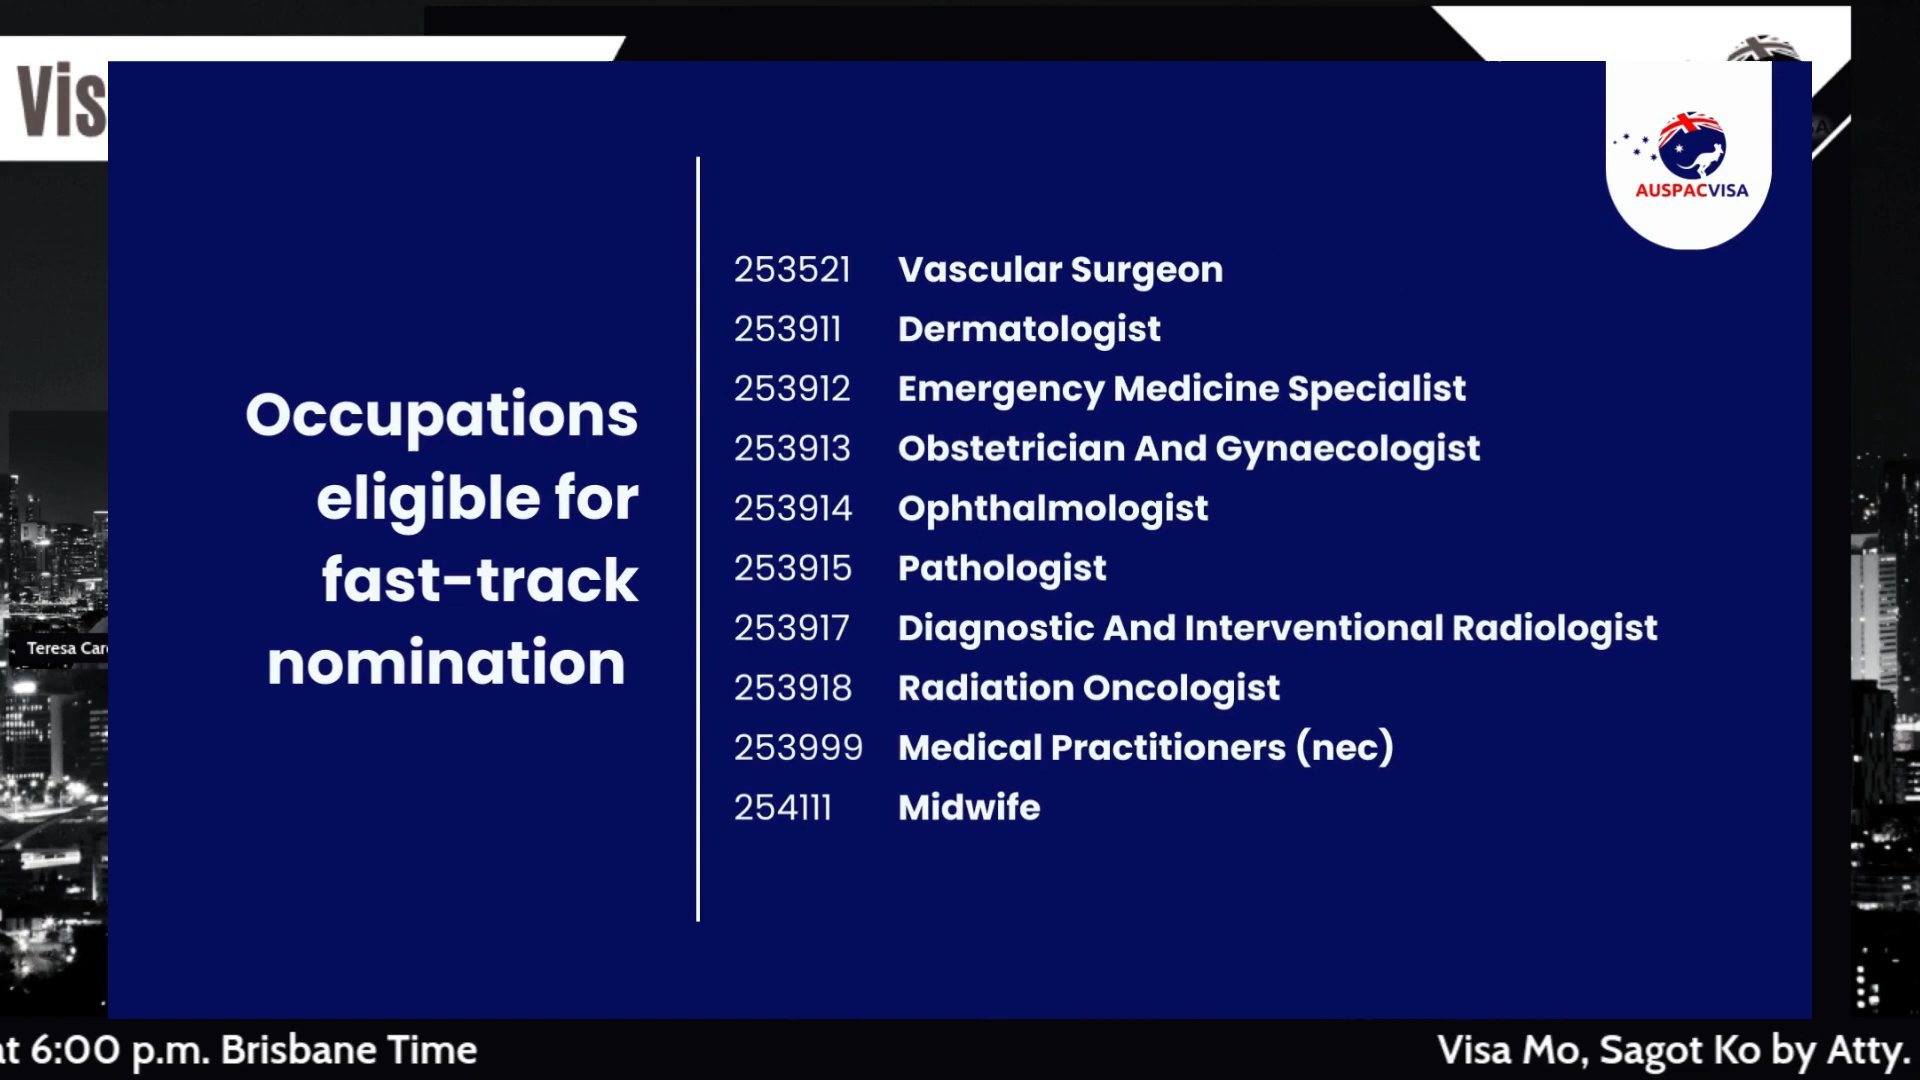 Vis
AUSPACVISA
Occupations
eligible for
fast-track
nomination
253521 Vascular Surgeon
253911 Dermatologist
253912 Emergency Medicine Specialist
253913 Obstetrician And Gynaecologist
253914 Ophthalmologist
253915 Pathologist
253917 Diagnostic And Interventional Radiologist
253918 Radiation Oncologist
253999 Medical Practitioners (nec)
254111 Midwife
Teresa Car
at 6:00 p.m. Brisbane Time
Visa Mo, Sagot Ko by Atty.